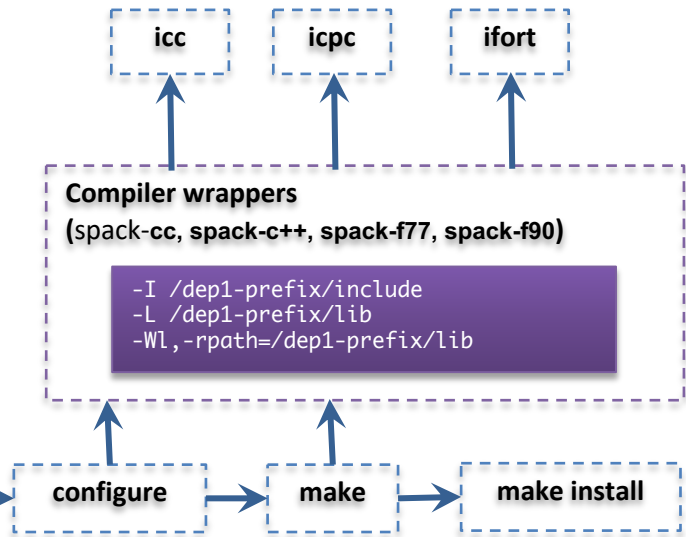 icc
icpc
ifort
Compiler wrappers
(spack-cc, spack-c++, spack-f77, spack-f90)
-I /dep1-prefix/include
-L /dep1-prefix/lib
-Wl,-rpath=/dep1-prefix/lib
configure
make
make install